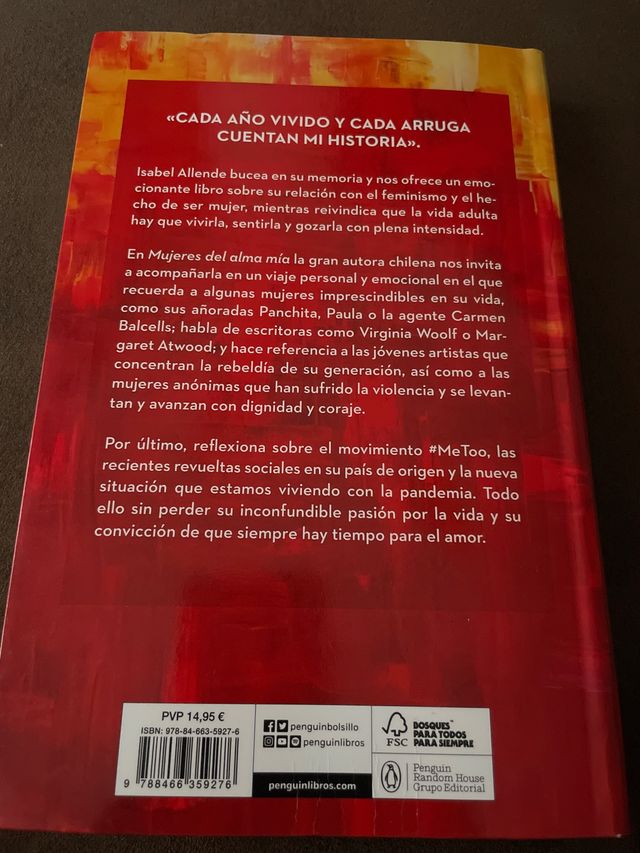 «CADA AÑO VIVIDO Y CADA ARRUGA
CUENTAN MI HISTORIA».
Isabel Allende bucea en su memoria y nos ofrece un emo-
cionante libro sobre su relación con el feminismo y el he-
cho de ser mujer, mientras reivindica que la vida adulta
hay que vivirla, sentirla y gozarla con plena intensidad.
En Mujeres del alma mía la gran autora chilena nos invita
a acompañarla en un viaje personal y emocional en el que
recuerda a algunas mujeres imprescindibles en su vida,
como sus añoradas Panchita, Paula o la agente Carmen
Balcells; habla de escritoras como Virginia Woolf o Mar-
garet Atwood; y hace referencia a las jóvenes artistas que
concentran la rebeldía de su generación, así como a las
mujeres anónimas que han sufrido la violencia y se levan-
tan y avanzan con dignidad y coraje.
Por último, reflexiona sobre el movimiento #MeToo, las
recientes revueltas sociales en su país de origen y la nueva
situación que estamos viviendo con la pandemia. Todo
ello sin perder su inconfundible pasión por la vida y su
convicción de que siempre hay tiempo para el amor.
PVP 14,95 €
ISBN: 978-84-663-5927-6
9 788466 359276
penguinbolsillo
penguinlibros
penguinlibros.com
FSC
BOSQUES™
PARA TODOS
PARA SIEMPRE
Penguin
Random House
Grupo Editorial